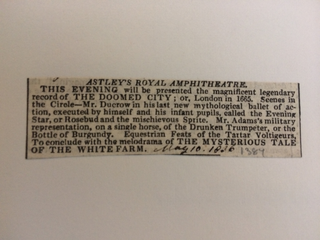 ASTLEY'S ROYAL AMPHITHEATRE.
THIS EVENING will be presented the magnificent legendary
record of THE DOOMED CITY; or, London in 1665. Scenes in
the Circle—Mr. Ducrow in his last new mythological ballet of ac-
tion, executed by himself and his infant pupils, called the Evening
Star, or Rosebud and the mischievous Sprite. Mr. Adams's military
representation, on a single horse, of the Drunken Trumpeter, or the
Bottle of Burgundy. Equestrian Feats of the Tartar Voltigeurs.
To conclude with the melodrama of THE MYSTERIOUS TALE
OF THE WHITE FARM. May 10. 1836